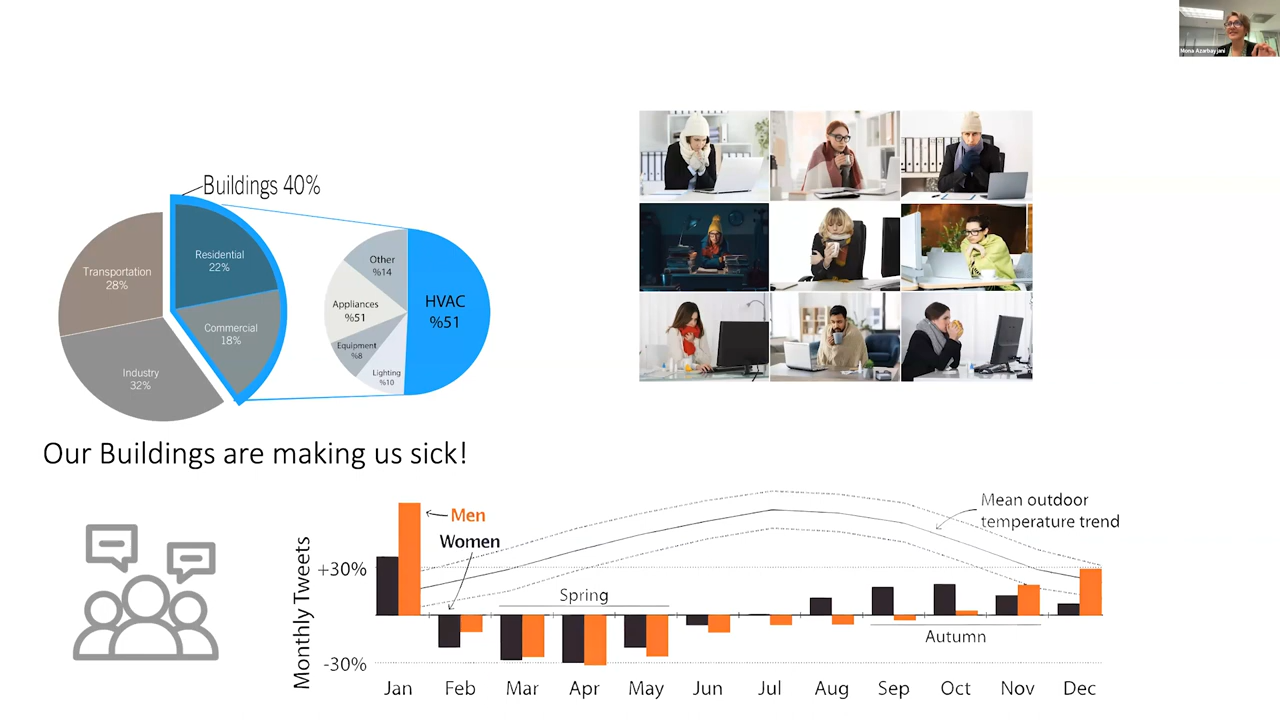 Mona Azarbayjani
Buildings 40%
Residential
22%
Transportation
28%
Commercial
18%
Industry
32%
Other
%14
HVAC
%51
Appliances
%51
Equipment
%8
Lighting
%10
Our Buildings are making us sick!
Mean outdoor
temperature trend
Men
Women
Monthly Tweets
+30%
-30%
Spring
Autumn
Jan Feb Mar Apr May Jun Jul Aug Sep Oct Nov Dec